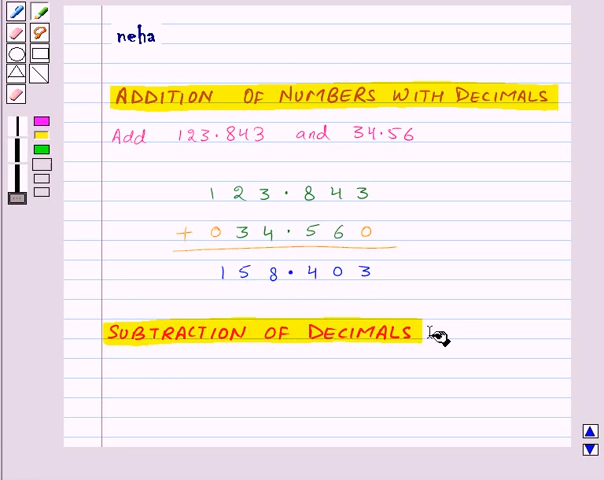 neha
ADDITION OF NUMBERS WITH DECIMALS
Add 123.843 and 34.56
1 2 3 . 8 4 3
+ 0 3 4 . 5 6 0
1 5 8 . 4 0 3
SUBTRACTION OF DECIMALS